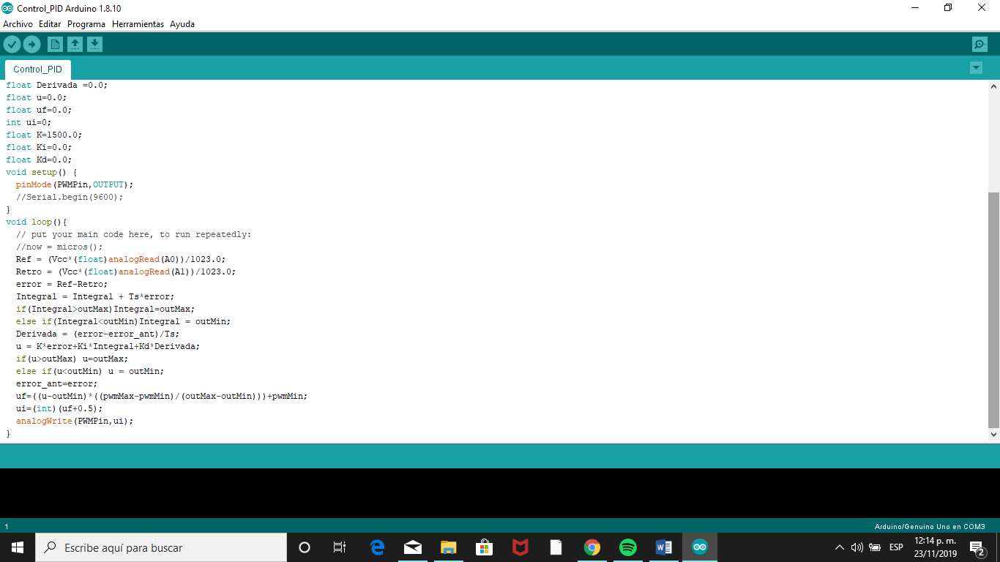 Control_PID Arduino 1.8.10
Archivo Editar Programa Herramientas Ayuda
Control_PID
float Derivada =0.0;
float u=0.0;
float uf=0.0;
int ui=0;
float K=1500.0;
float Ki=0.0;
float Kd=0.0;
void setup() {
  pinMode(PWMPin,OUTPUT);
  //Serial.begin(9600);
}
void loop(){
  // put your main code here, to run repeatedly:
  //now = micros();
  Ref = (Vcc*(float)analogRead(A0))/1023.0;
  Retro = (Vcc*(float)analogRead(A1))/1023.0;
  error = Ref-Retro;
  Integral = Integral + Ts*error;
  if(Integral>outMax)Integral=outMax;
  else if(Integral<outMin)Integral = outMin;
  Derivada = (error-error_ant)/Ts;
  u = K*error+Ki*Integral+Kd*Derivada;
  if(u>outMax) u=outMax;
  else if(u<outMin) u = outMin;
  error_ant=error;
  uf=((u-outMin)*((pwmMax-pwmMin)/(outMax-outMin)))+pwmMin;
  ui=(int)(uf+0.5);
  analogWrite(PWMPin,ui);
}
1
Arduino/Genuino Uno en COM3
Escribe aquí para buscar
ESP
12:14 p. m.
23/11/2019
2